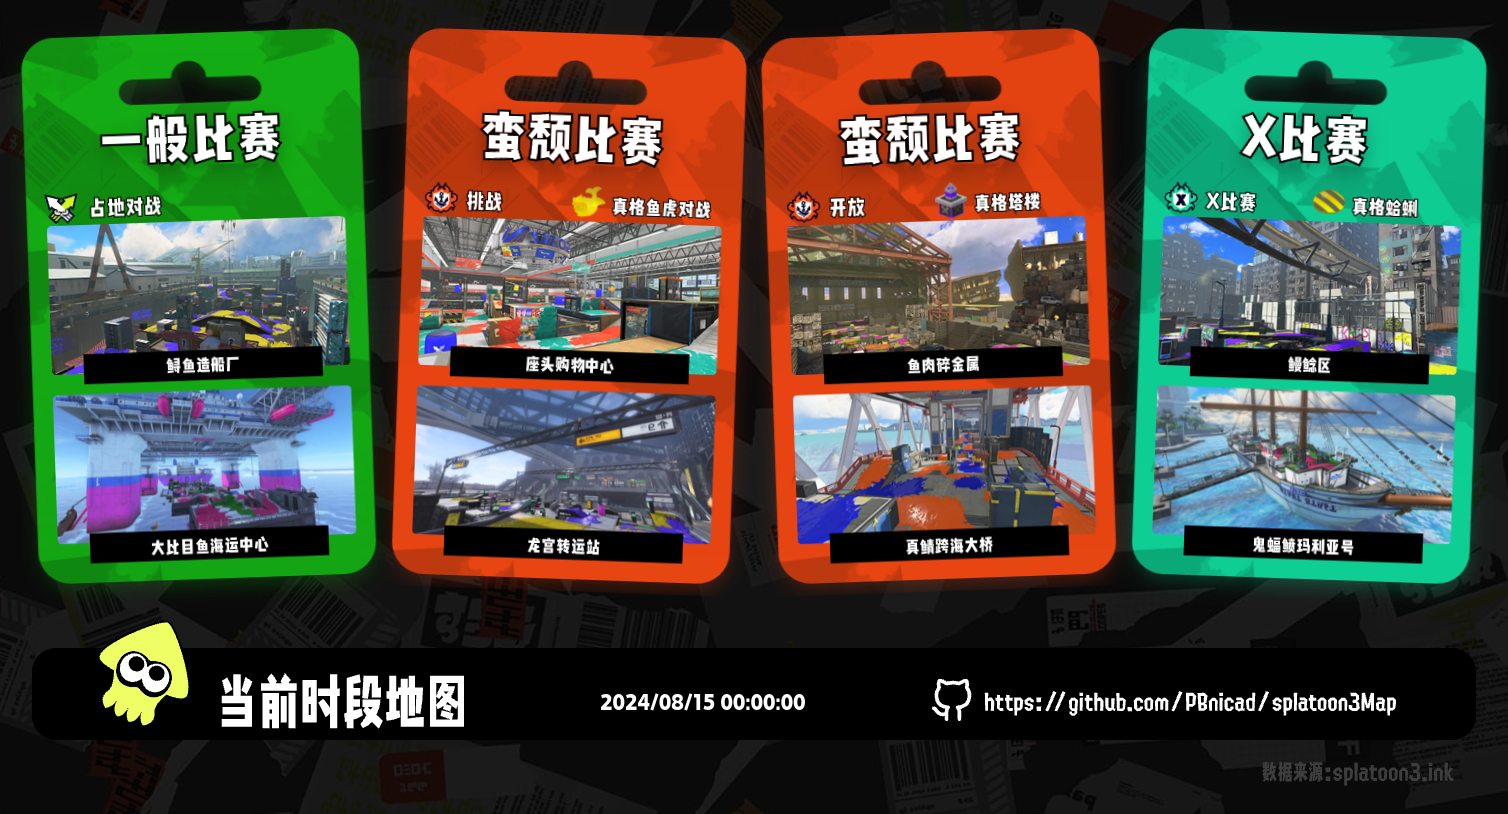 一般比赛
占地对战
鲟鱼造船厂
大比目鱼海运中心
蛮颓比赛
挑战
真格鱼虎对战
座头购物中心
龙宫转运站
蛮颓比赛
开放
真格塔楼
鱼肉碎金属
真鲭跨海大桥
X比赛
X比赛
真格蛤蜊
鳗鲶区
鬼蝠鲼玛利亚号
当前时段地图
2024/08/15 00:00:00
https://github.com/PBnicad/splatoon3Map
数据来源:splatoon3.ink